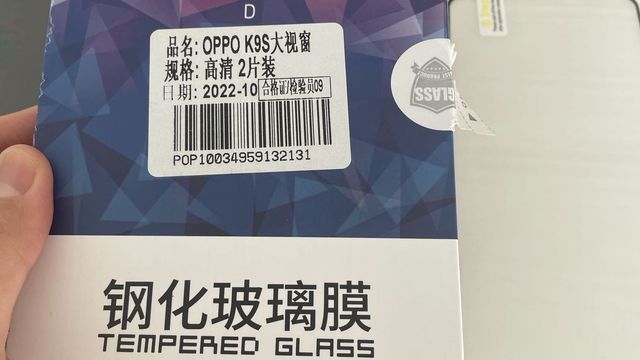 D
品名: OPPO K9S大视窗
规格: 高清 2片装
日期: 2022-10 合格证/检验员09
POP10034959132131
GLASS
钢化玻璃膜
TEMPERED GLASS